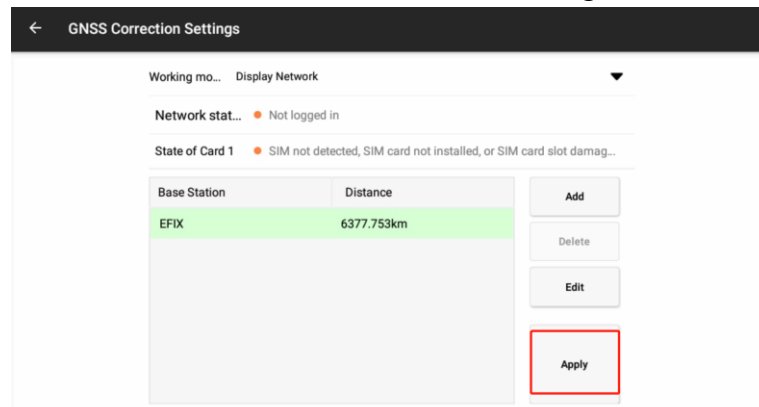 ← GNSS Correction Settings
Working mo... Display Network
Network stat... Not logged in
State of Card 1 SIM not detected, SIM card not installed, or SIM card slot damag...
Base Station Distance Add
EFIX 6377.753km
Delete
Edit
Apply